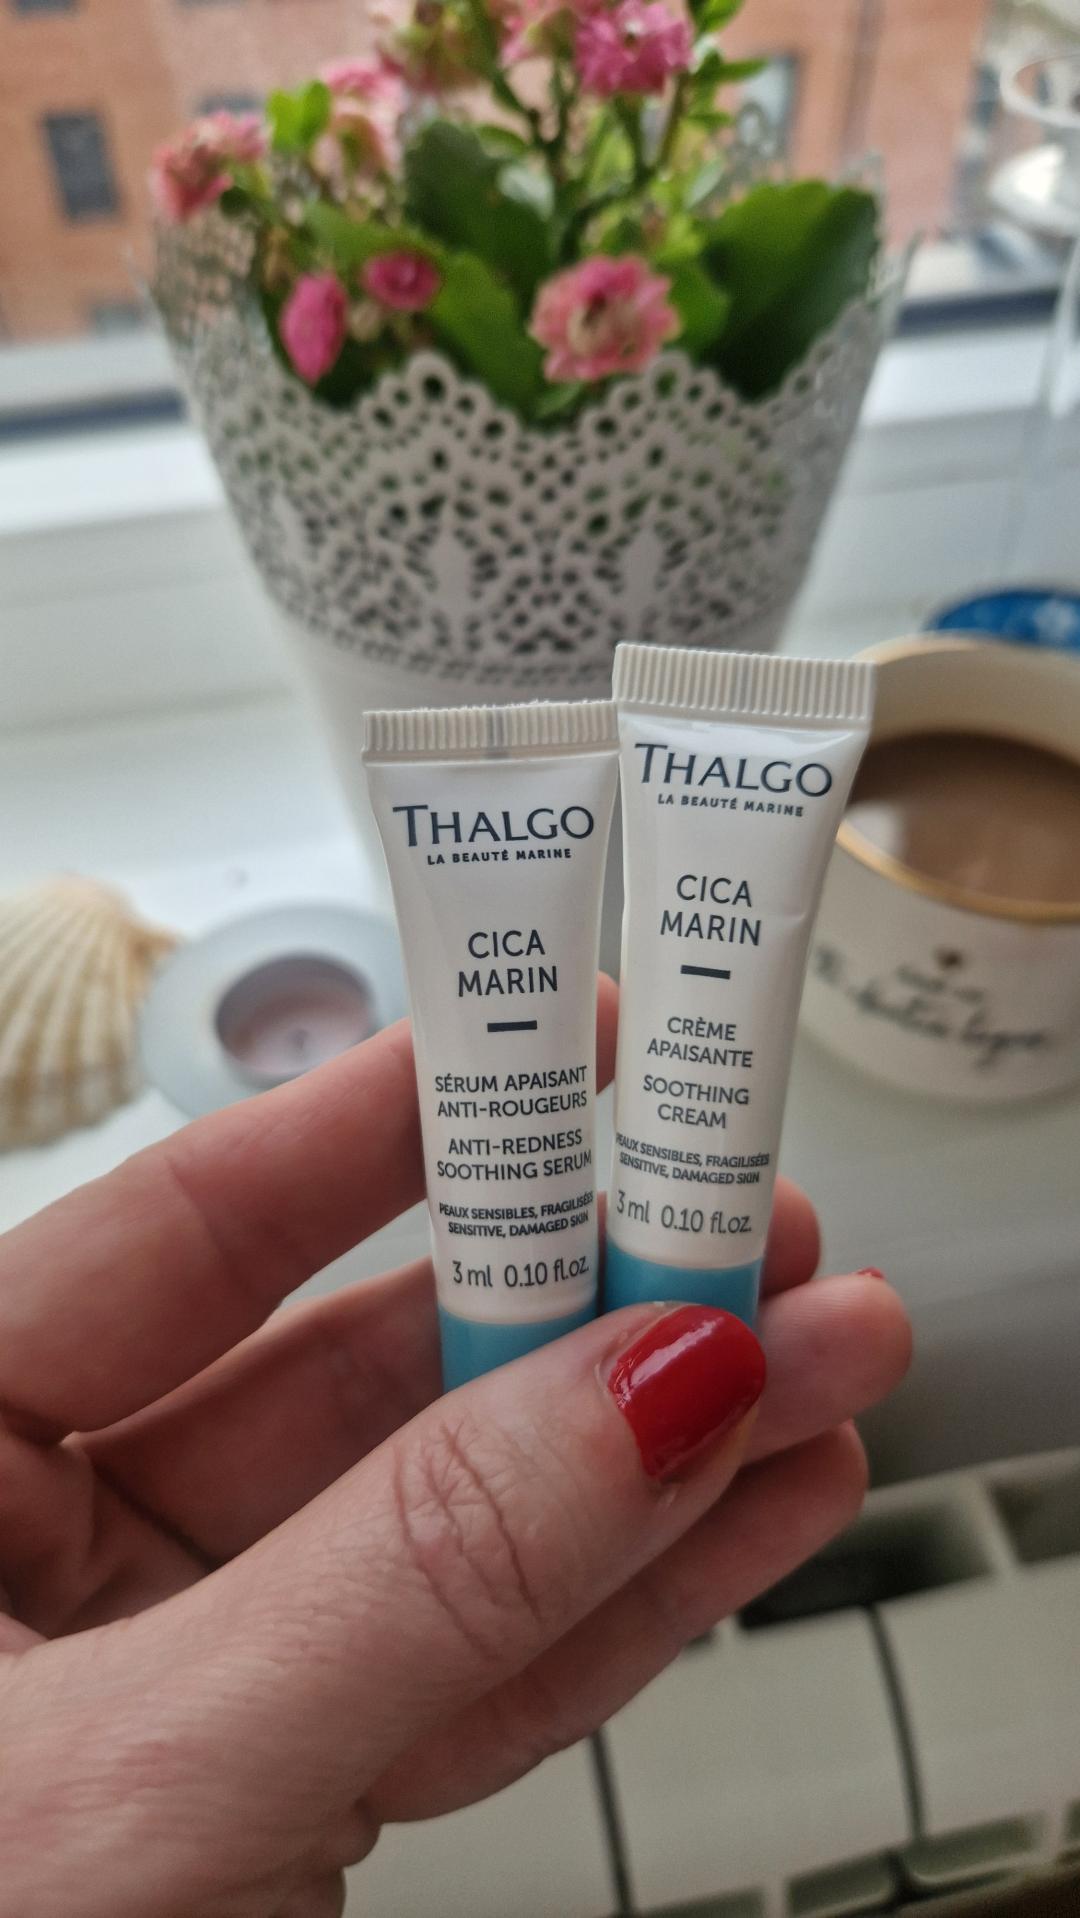 THALGO
LA BEAUTÉ MARINE
CICA
MARIN
SÉRUM APAISANT
ANTI-ROUGEURS
ANTI-REDNESS
SOOTHING SERUM
PEAUX SENSIBLES, FRAGILISÉES
SENSITIVE, DAMAGED SKIN
3 ml 0.10 fl.oz.
THALGO
LA BEAUTÉ MARINE
CICA
MARIN
CRÈME
APAISANTE
SOOTHING
CREAM
PEAUX SENSIBLES, FRAGILISÉES
SENSITIVE, DAMAGED SKIN
3 ml 0.10 fl.oz.